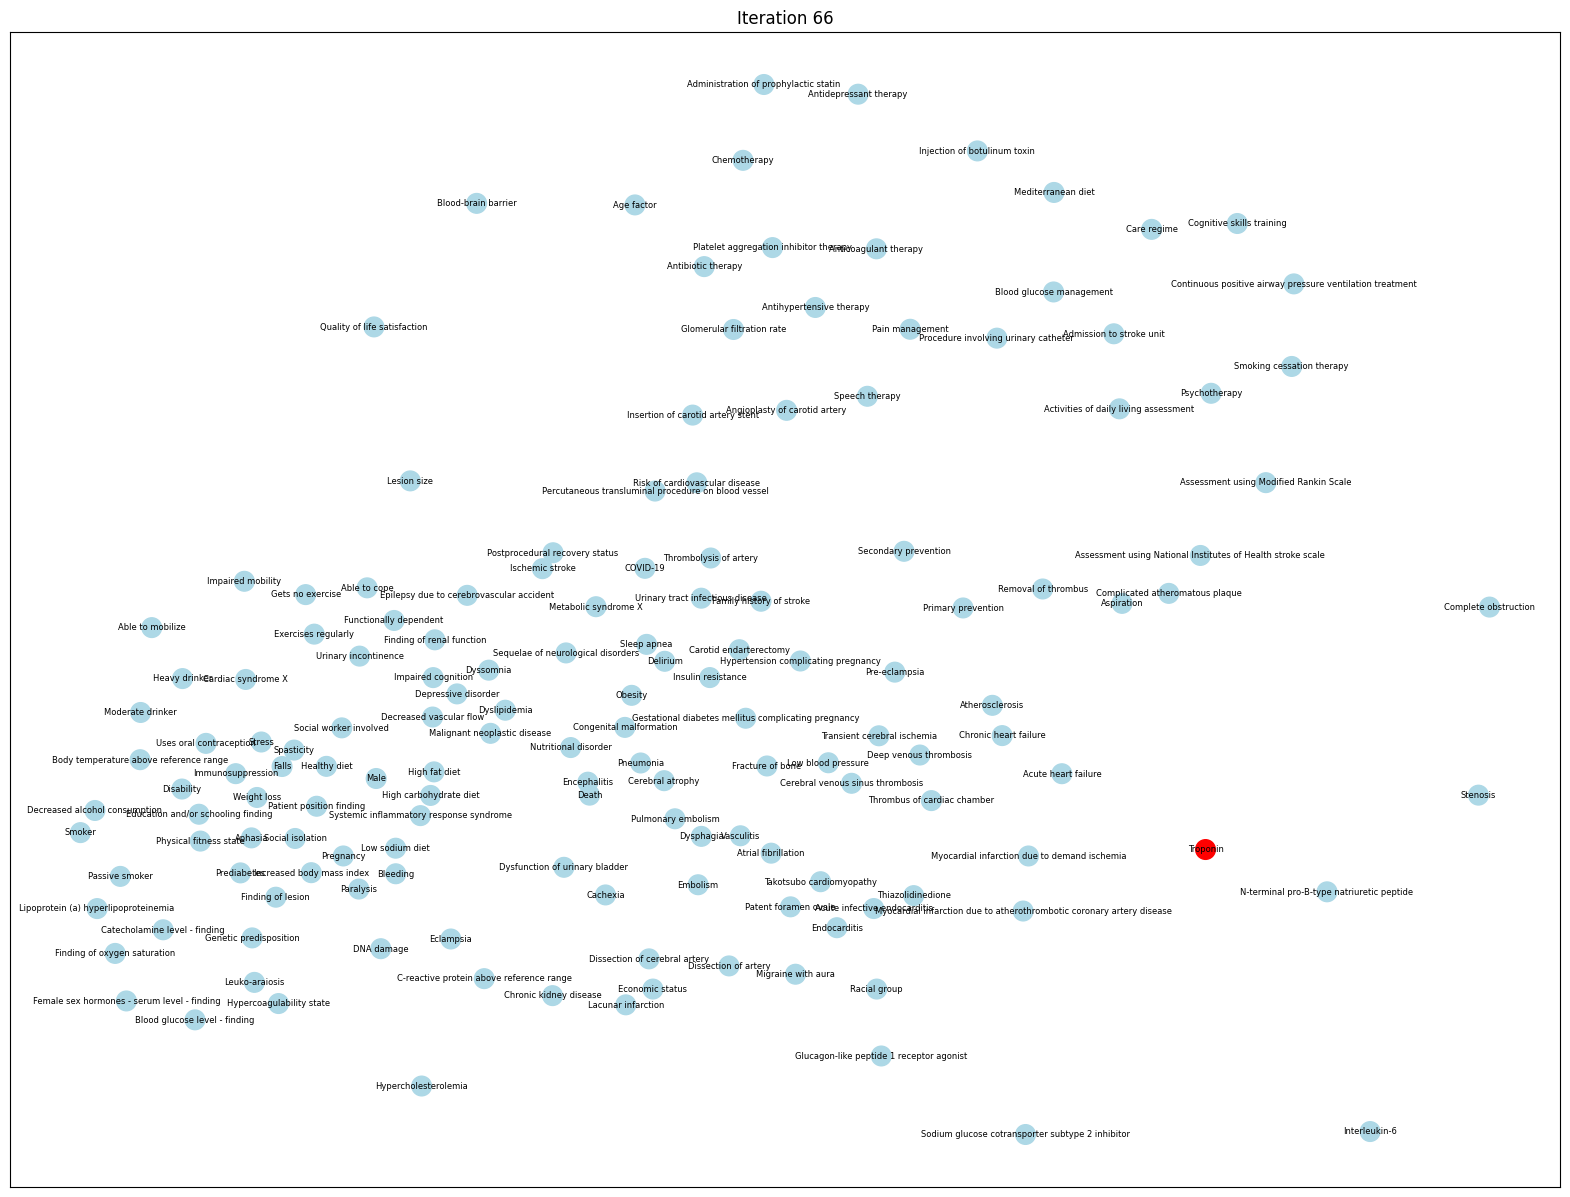 Iteration 66
Administration of prophylactic statin
Antidepressant therapy
Injection of botulinum toxin
Chemotherapy
Mediterranean diet
Blood-brain barrier
Age factor
Cognitive skills training
Care regime
Platelet aggregation inhibitor therapy
Anticoagulant therapy
Antibiotic therapy
Continuous positive airway pressure ventilation treatment
Blood glucose management
Antihypertensive therapy
Quality of life satisfaction
Glomerular filtration rate
Pain management
Procedure involving urinary catheter
Admission to stroke unit
Smoking cessation therapy
Psychotherapy
Speech therapy
Activities of daily living assessment
Angioplasty of carotid artery
Insertion of carotid artery stent
Lesion size
Risk of cardiovascular disease
Assessment using Modified Rankin Scale
Percutaneous transluminal procedure on blood vessel
Postprocedural recovery status
Secondary prevention
Thrombolysis of artery
Assessment using National Institutes of Health stroke scale
Ischemic stroke
COVID-19
Impaired mobility
Able to cope
Removal of thrombus
Gets no exercise
Epilepsy due to cerebrovascular accident
Complicated atheromatous plaque
Urinary tract infectious disease
Family history of stroke
Aspiration
Metabolic syndrome X
Primary prevention
Complete obstruction
Functionally dependent
Able to mobilize
Exercises regularly
Finding of renal function
Sleep apnea
Carotid endarterectomy
Urinary incontinence
Sequelae of neurological disorders
Delirium
Hypertension complicating pregnancy
Dyssomnia
Pre-eclampsia
Heavy drinker
Cardiac syndrome X
Impaired cognition
Insulin resistance
Depressive disorder
Obesity
Atherosclerosis
Moderate drinker
Dyslipidemia
Decreased vascular flow
Gestational diabetes mellitus complicating pregnancy
Social worker involved
Congenital malformation
Malignant neoplastic disease
Transient cerebral ischemia
Chronic heart failure
Uses oral contraception
Stress
Nutritional disorder
Spasticity
Deep venous thrombosis
Body temperature above reference range
Pneumonia
Low blood pressure
Falls
Healthy diet
Fracture of bone
Immunosuppression
High fat diet
Acute heart failure
Male
Encephalitis
Cerebral atrophy
Cerebral venous sinus thrombosis
Disability
Death
Weight loss
High carbohydrate diet
Stenosis
Thrombus of cardiac chamber
Patient position finding
Decreased alcohol consumption
Education and/or schooling finding
Systemic inflammatory response syndrome
Pulmonary embolism
Smoker
Dysphagia
Vasculitis
Aphasia
Social isolation
Physical fitness state
Low sodium diet
Troponin
Atrial fibrillation
Pregnancy
Myocardial infarction due to demand ischemia
Dysfunction of urinary bladder
Prediabetes
Increased body mass index
Bleeding
Passive smoker
Takotsubo cardiomyopathy
Embolism
Paralysis
N-terminal pro-B-type natriuretic peptide
Cachexia
Thiazolidinedione
Finding of lesion
Patent foramen ovale
Acute infective endocarditis
Lipoprotein (a) hyperlipoproteinemia
Myocardial infarction due to atherothrombotic coronary artery disease
Endocarditis
Catecholamine level - finding
Genetic predisposition
Eclampsia
DNA damage
Finding of oxygen saturation
Dissection of cerebral artery
Dissection of artery
Migraine with aura
C-reactive protein above reference range
Leuko-araiosis
Economic status
Racial group
Chronic kidney disease
Female sex hormones - serum level - finding
Hypercoagulability state
Lacunar infarction
Blood glucose level - finding
Glucagon-like peptide 1 receptor agonist
Hypercholesterolemia
Interleukin-6
Sodium glucose cotransporter subtype 2 inhibitor